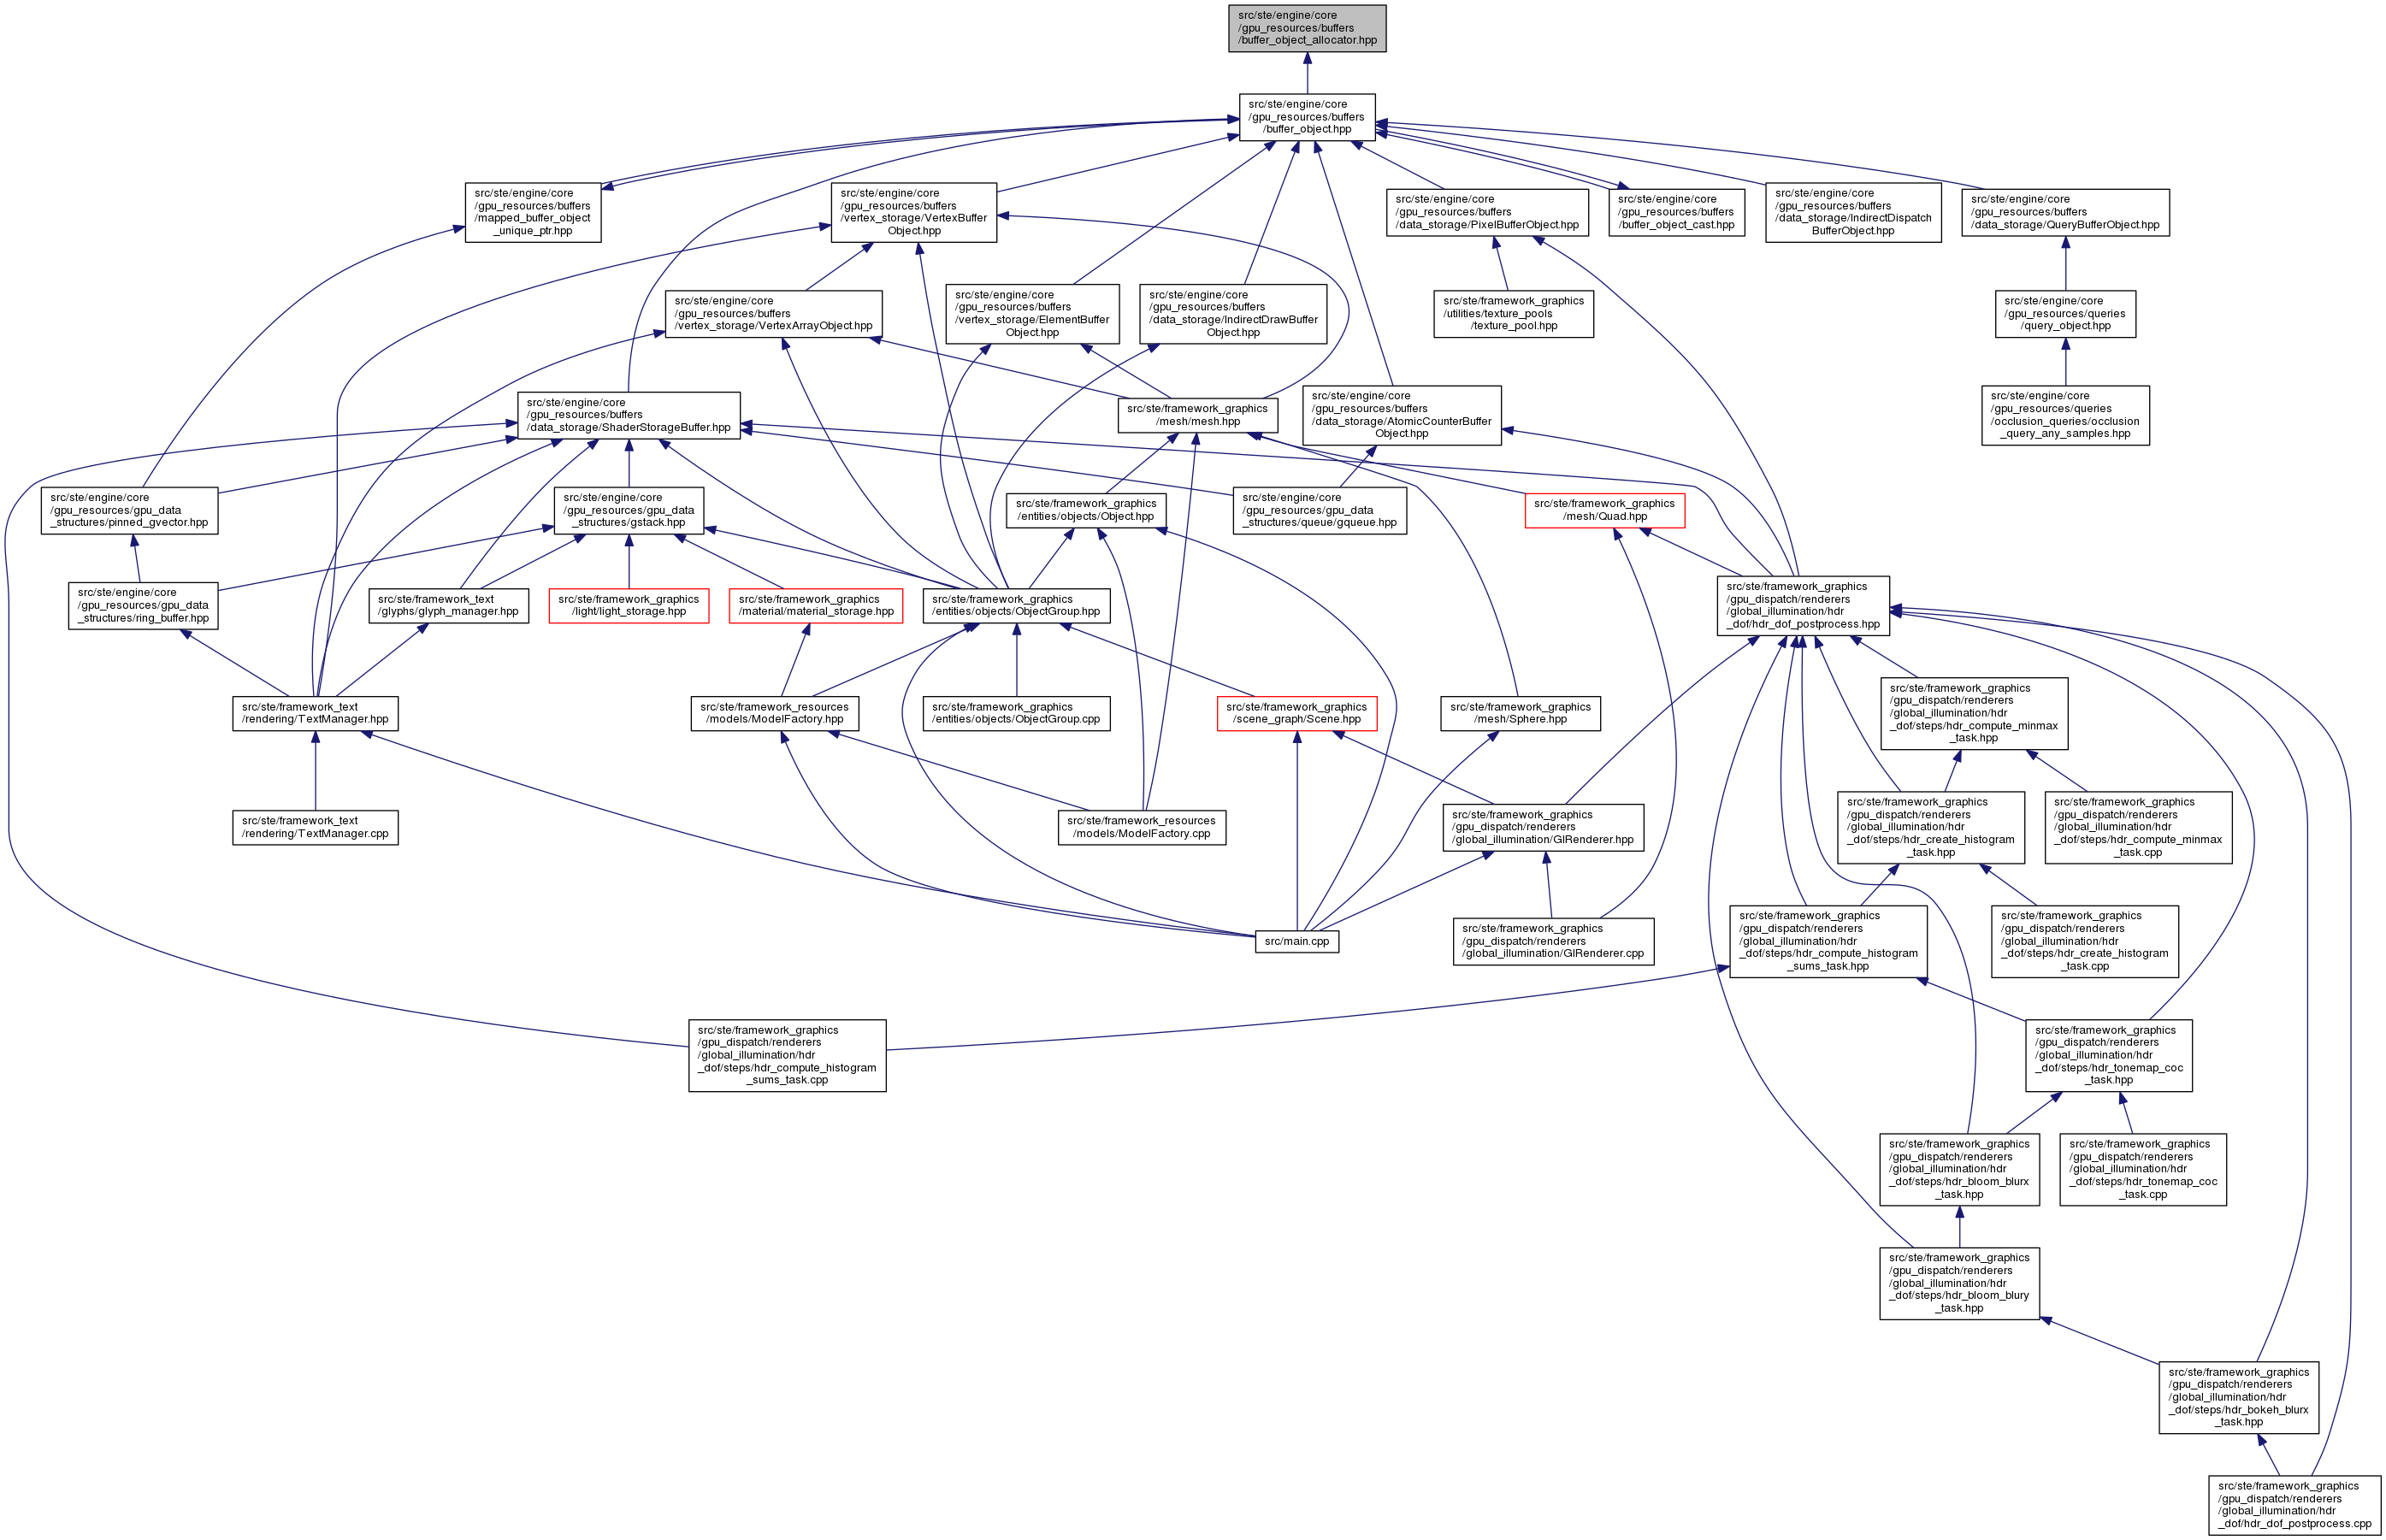 src/ste/engine/core
/gpu_resources/buffers
/buffer_object_allocator.hpp
src/ste/engine/core
/gpu_resources/buffers
/buffer_object.hpp
src/ste/engine/core
/gpu_resources/buffers
/mapped_buffer_object
_unique_ptr.hpp
src/ste/engine/core
/gpu_resources/buffers
/vertex_storage/VertexBuffer
Object.hpp
src/ste/engine/core
/gpu_resources/buffers
/data_storage/PixelBufferObject.hpp
src/ste/engine/core
/gpu_resources/buffers
/buffer_object_cast.hpp
src/ste/engine/core
/gpu_resources/buffers
/data_storage/IndirectDispatch
BufferObject.hpp
src/ste/engine/core
/gpu_resources/buffers
/data_storage/QueryBufferObject.hpp
src/ste/engine/core
/gpu_resources/buffers
/vertex_storage/VertexArrayObject.hpp
src/ste/engine/core
/gpu_resources/buffers
/vertex_storage/ElementBuffer
Object.hpp
src/ste/engine/core
/gpu_resources/buffers
/data_storage/IndirectDrawBuffer
Object.hpp
src/ste/framework_graphics
/utilities/texture_pools
/texture_pool.hpp
src/ste/engine/core
/gpu_resources/queries
/query_object.hpp
src/ste/engine/core
/gpu_resources/buffers
/data_storage/ShaderStorageBuffer.hpp
src/ste/framework_graphics
/mesh/mesh.hpp
src/ste/engine/core
/gpu_resources/buffers
/data_storage/AtomicCounterBuffer
Object.hpp
src/ste/engine/core
/gpu_resources/queries
/occlusion_queries/occlusion
_query_any_samples.hpp
src/ste/engine/core
/gpu_resources/gpu_data
_structures/pinned_gvector.hpp
src/ste/engine/core
/gpu_resources/gpu_data
_structures/gstack.hpp
src/ste/framework_graphics
/entities/objects/Object.hpp
src/ste/engine/core
/gpu_resources/gpu_data
_structures/queue/gqueue.hpp
src/ste/framework_graphics
/mesh/Quad.hpp
src/ste/engine/core
/gpu_resources/gpu_data
_structures/ring_buffer.hpp
src/ste/framework_text
/glyphs/glyph_manager.hpp
src/ste/framework_graphics
/light/light_storage.hpp
src/ste/framework_graphics
/material/material_storage.hpp
src/ste/framework_graphics
/entities/objects/ObjectGroup.hpp
src/ste/framework_graphics
/gpu_dispatch/renderers
/global_illumination/hdr
_dof/hdr_dof_postprocess.hpp
src/ste/framework_text
/rendering/TextManager.hpp
src/ste/framework_resources
/models/ModelFactory.hpp
src/ste/framework_graphics
/entities/objects/ObjectGroup.cpp
src/ste/framework_graphics
/scene_graph/Scene.hpp
src/ste/framework_graphics
/mesh/Sphere.hpp
src/ste/framework_graphics
/gpu_dispatch/renderers
/global_illumination/hdr
_dof/steps/hdr_compute_minmax
_task.hpp
src/ste/framework_text
/rendering/TextManager.cpp
src/ste/framework_resources
/models/ModelFactory.cpp
src/ste/framework_graphics
/gpu_dispatch/renderers
/global_illumination/GIRenderer.hpp
src/ste/framework_graphics
/gpu_dispatch/renderers
/global_illumination/hdr
_dof/steps/hdr_create_histogram
_task.hpp
src/ste/framework_graphics
/gpu_dispatch/renderers
/global_illumination/hdr
_dof/steps/hdr_compute_minmax
_task.cpp
src/main.cpp
src/ste/framework_graphics
/gpu_dispatch/renderers
/global_illumination/GIRenderer.cpp
src/ste/framework_graphics
/gpu_dispatch/renderers
/global_illumination/hdr
_dof/steps/hdr_compute_histogram
_sums_task.hpp
src/ste/framework_graphics
/gpu_dispatch/renderers
/global_illumination/hdr
_dof/steps/hdr_create_histogram
_task.cpp
src/ste/framework_graphics
/gpu_dispatch/renderers
/global_illumination/hdr
_dof/steps/hdr_compute_histogram
_sums_task.cpp
src/ste/framework_graphics
/gpu_dispatch/renderers
/global_illumination/hdr
_dof/steps/hdr_tonemap_coc
_task.hpp
src/ste/framework_graphics
/gpu_dispatch/renderers
/global_illumination/hdr
_dof/steps/hdr_bloom_blurx
_task.hpp
src/ste/framework_graphics
/gpu_dispatch/renderers
/global_illumination/hdr
_dof/steps/hdr_tonemap_coc
_task.cpp
src/ste/framework_graphics
/gpu_dispatch/renderers
/global_illumination/hdr
_dof/steps/hdr_bloom_blury
_task.hpp
src/ste/framework_graphics
/gpu_dispatch/renderers
/global_illumination/hdr
_dof/steps/hdr_bokeh_blurx
_task.hpp
src/ste/framework_graphics
/gpu_dispatch/renderers
/global_illumination/hdr
_dof/hdr_dof_postprocess.cpp